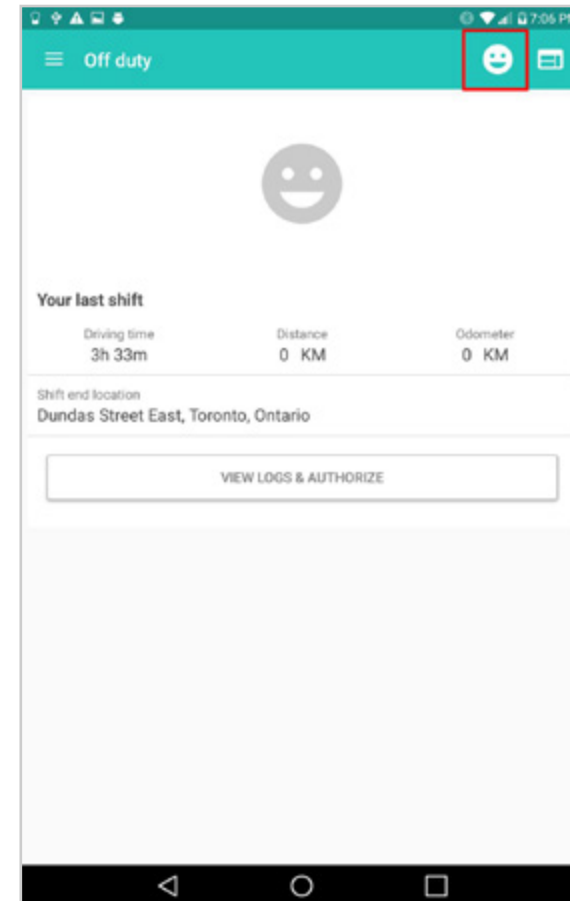 7:06 PM
Off duty
Your last shift
Driving time Distance Odometer
3h 33m 0 KM 0 KM
Shift end location
Dundas Street East, Toronto, Ontario
VIEW LOGS & AUTHORIZE